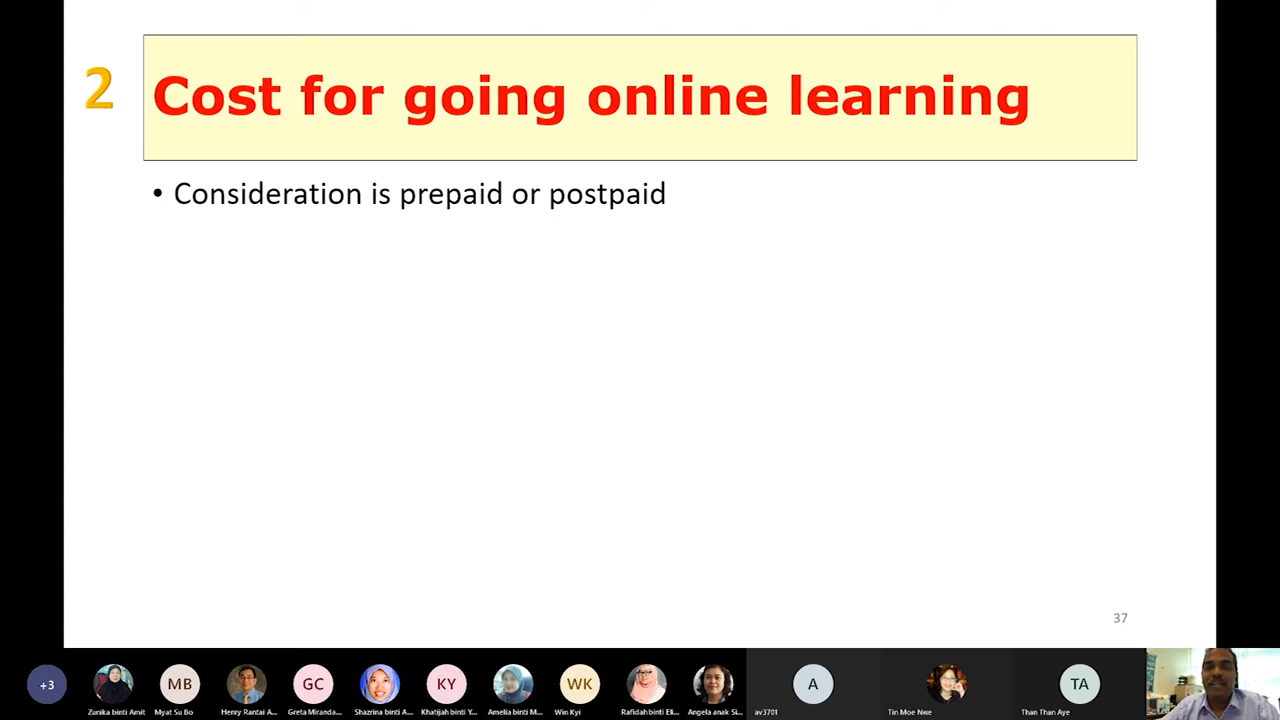 2
Cost for going online learning
• Consideration is prepaid or postpaid
37
+3
MB
GC
KY
WK
A
TA
Zunika binti Amit
Myat Su Bo
Henry Rantai A...
Greta Miranda...
Shazrina binti A...
Khatijah binti Y...
Amelia binti M...
Win Kyi
Rafidah binti Eli...
Angela anak Si...
av3701
Tin Moe Nwe
Than Than Aye